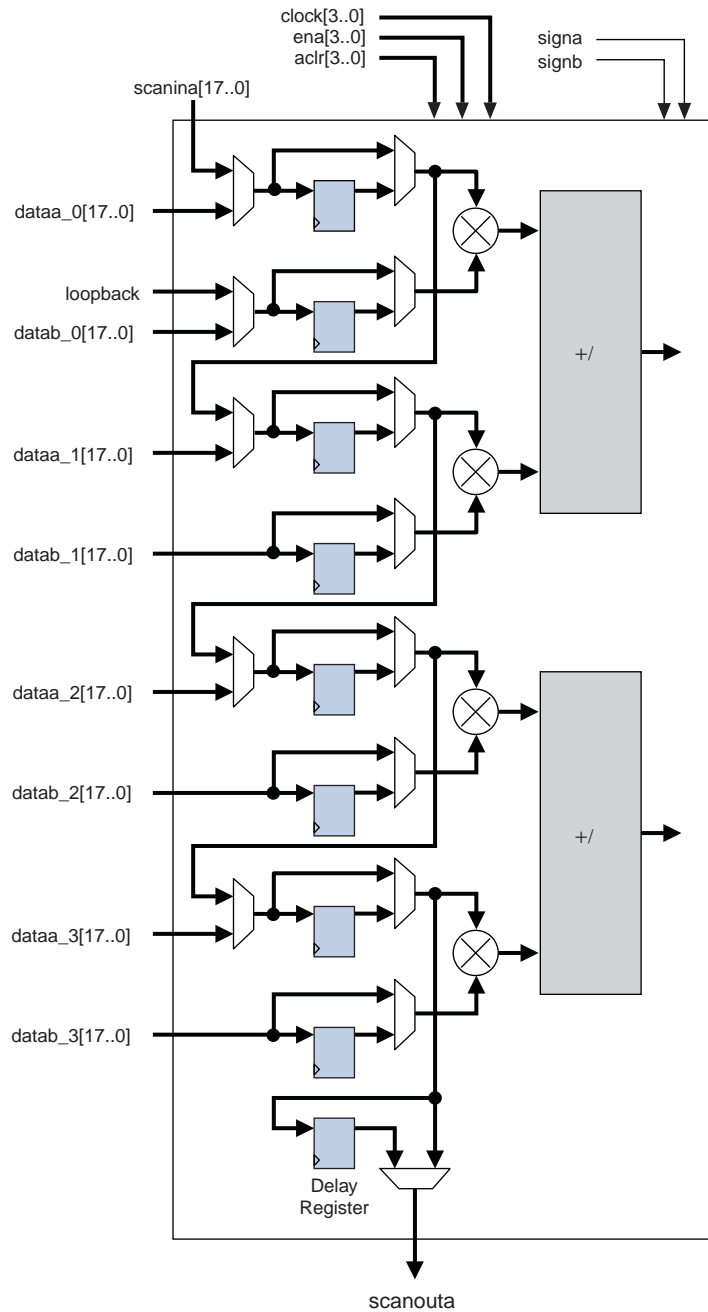 clock[3..0]
ena[3..0]
aclr[3..0]
signa
signb
scanina[17..0]
dataa_0[17..0]
loopback
datab_0[17..0]
+/
dataa_1[17..0]
datab_1[17..0]
dataa_2[17..0]
datab_2[17..0]
+/
dataa_3[17..0]
datab_3[17..0]
Delay
Register
scanouta